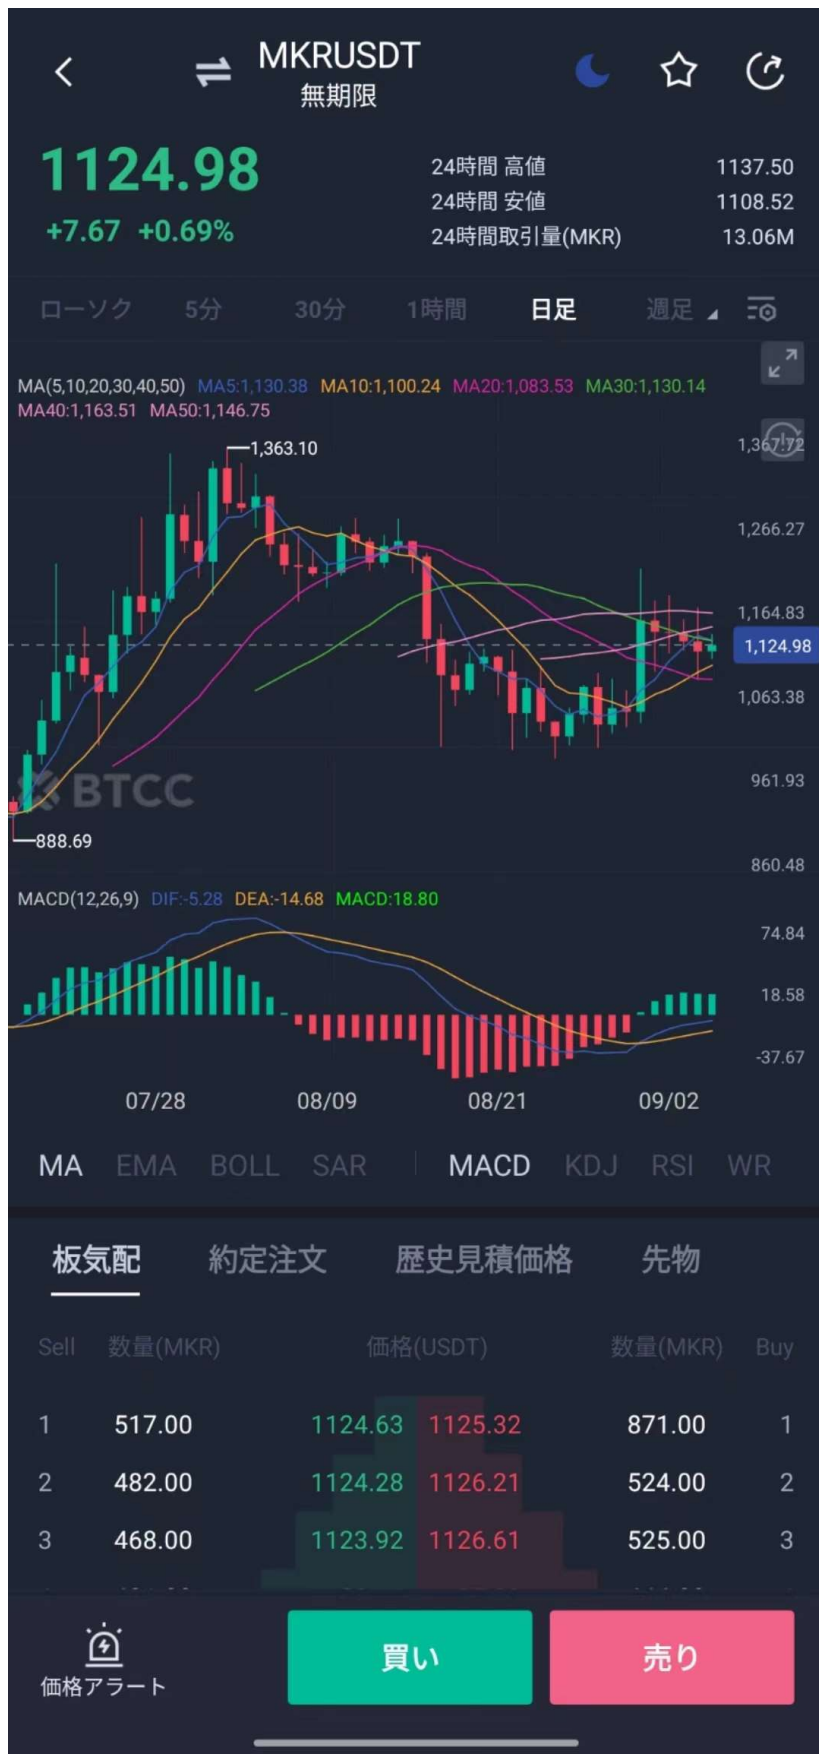 MKRUSDT
無期限
1124.98
+7.67 +0.69%
24時間 高値 1137.50
24時間 安値 1108.52
24時間取引量(MKR) 13.06M
ローソク 5分 30分 1時間 日足 週足
MA(5,10,20,30,40,50) MA5:1,130.38 MA10:1,100.24 MA20:1,083.53 MA30:1,130.14
MA40:1,163.51 MA50:1,146.75
1,363.10
1,367.72
1,266.27
1,164.83
1,124.98
1,063.38
961.93
BTCC
888.69
860.48
MACD(12,26,9) DIF:-5.28 DEA:-14.68 MACD:18.80
74.84
18.58
-37.67
07/28 08/09 08/21 09/02
MA EMA BOLL SAR MACD KDJ RSI WR
板気配 約定注文 歴史見積価格 先物
Sell 数量(MKR) 価格(USDT) 数量(MKR) Buy
1 517.00 1124.63 1125.32 871.00 1
2 482.00 1124.28 1126.21 524.00 2
3 468.00 1123.92 1126.61 525.00 3
価格アラート
買い
売り